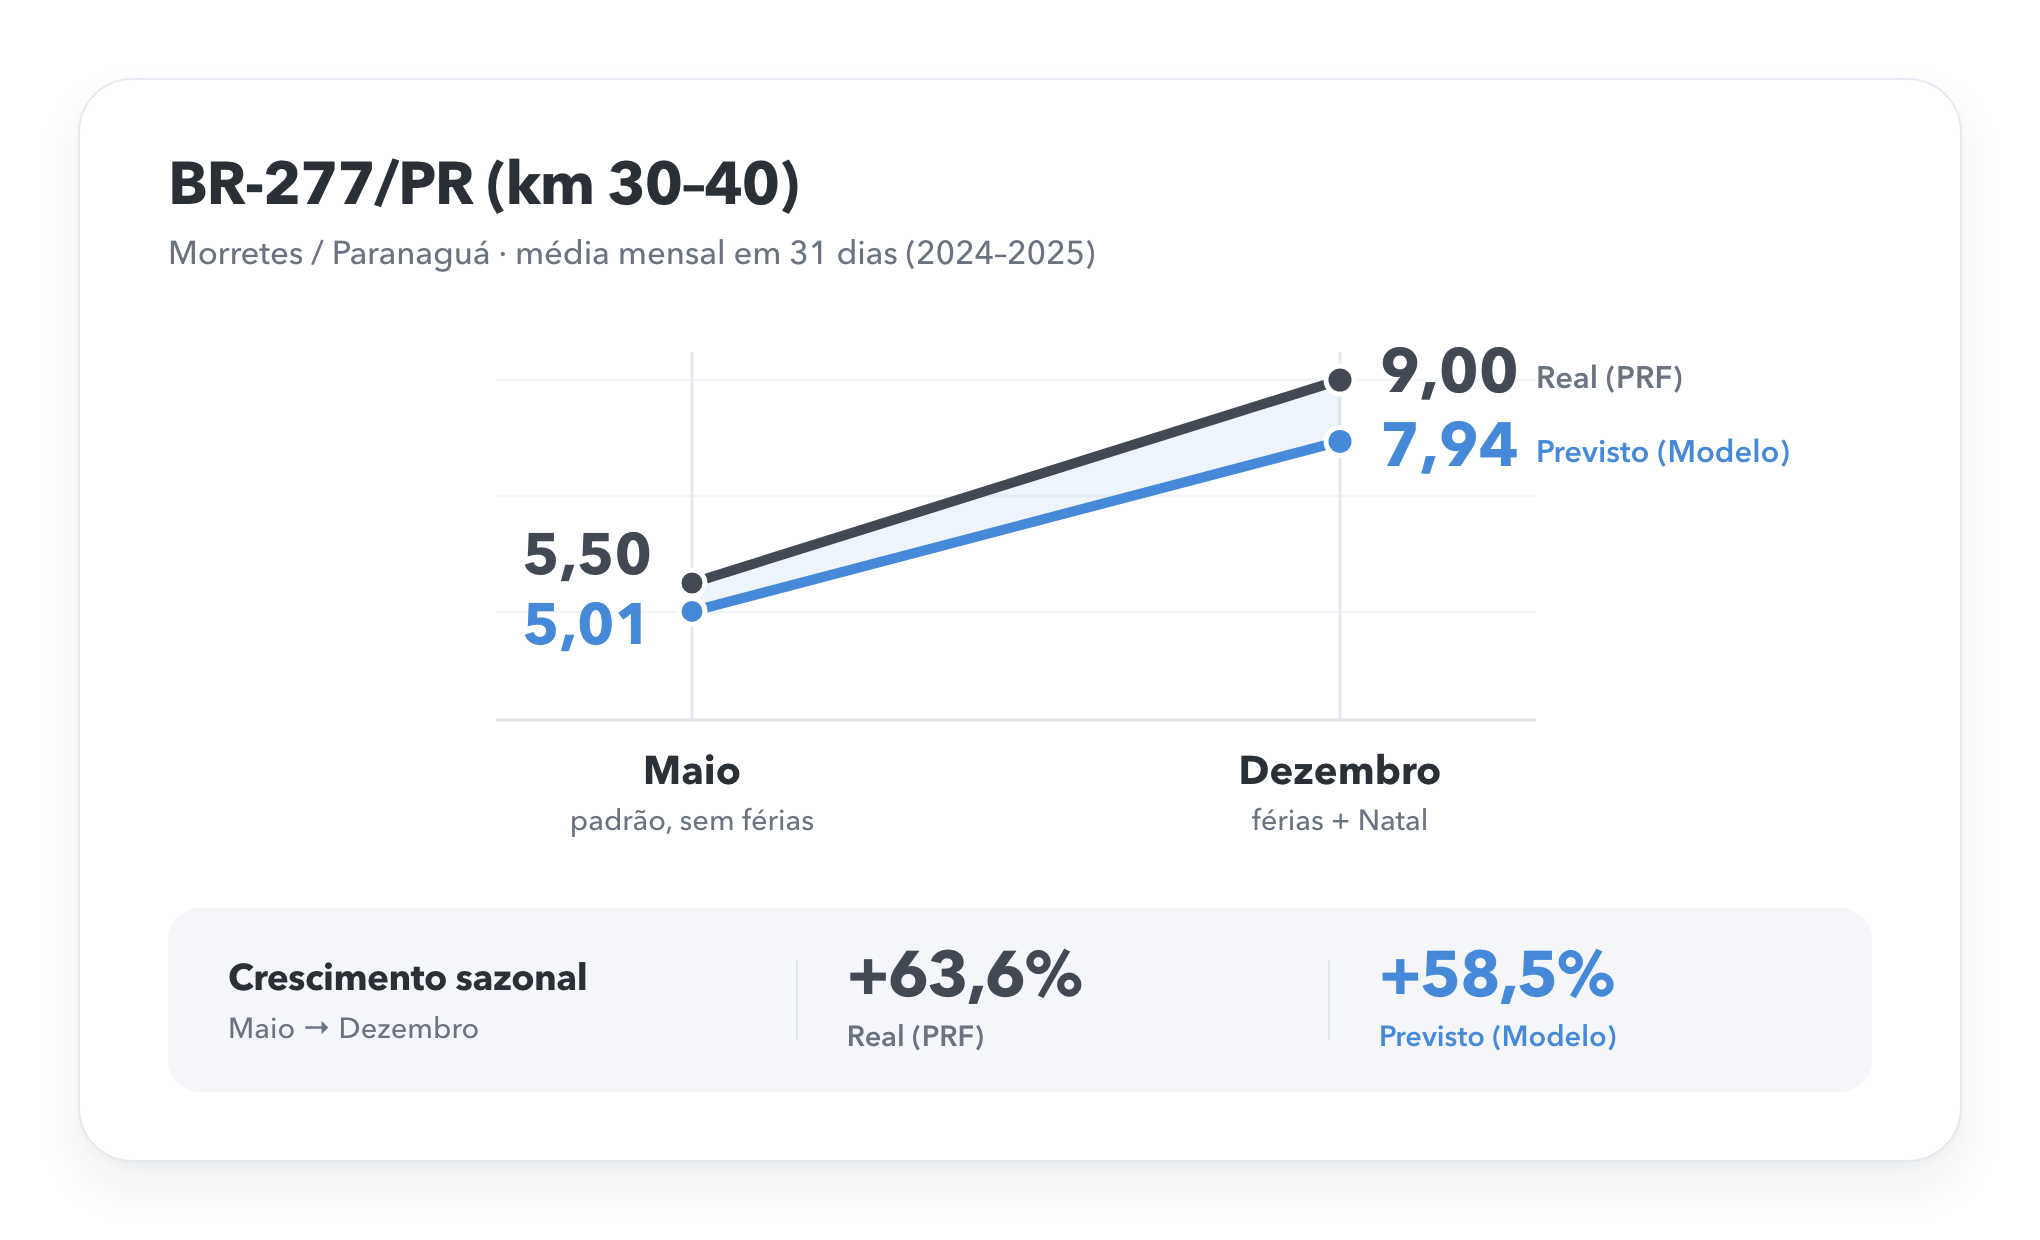 BR-277/PR (km 30–40)
Morretes / Paranaguá · média mensal em 31 dias (2024–2025)
9,00 Real (PRF)
7,94 Previsto (Modelo)
5,50
5,01
Maio
padrão, sem férias
Dezembro
férias + Natal
Crescimento sazonal
Maio → Dezembro
+63,6%
Real (PRF)
+58,5%
Previsto (Modelo)